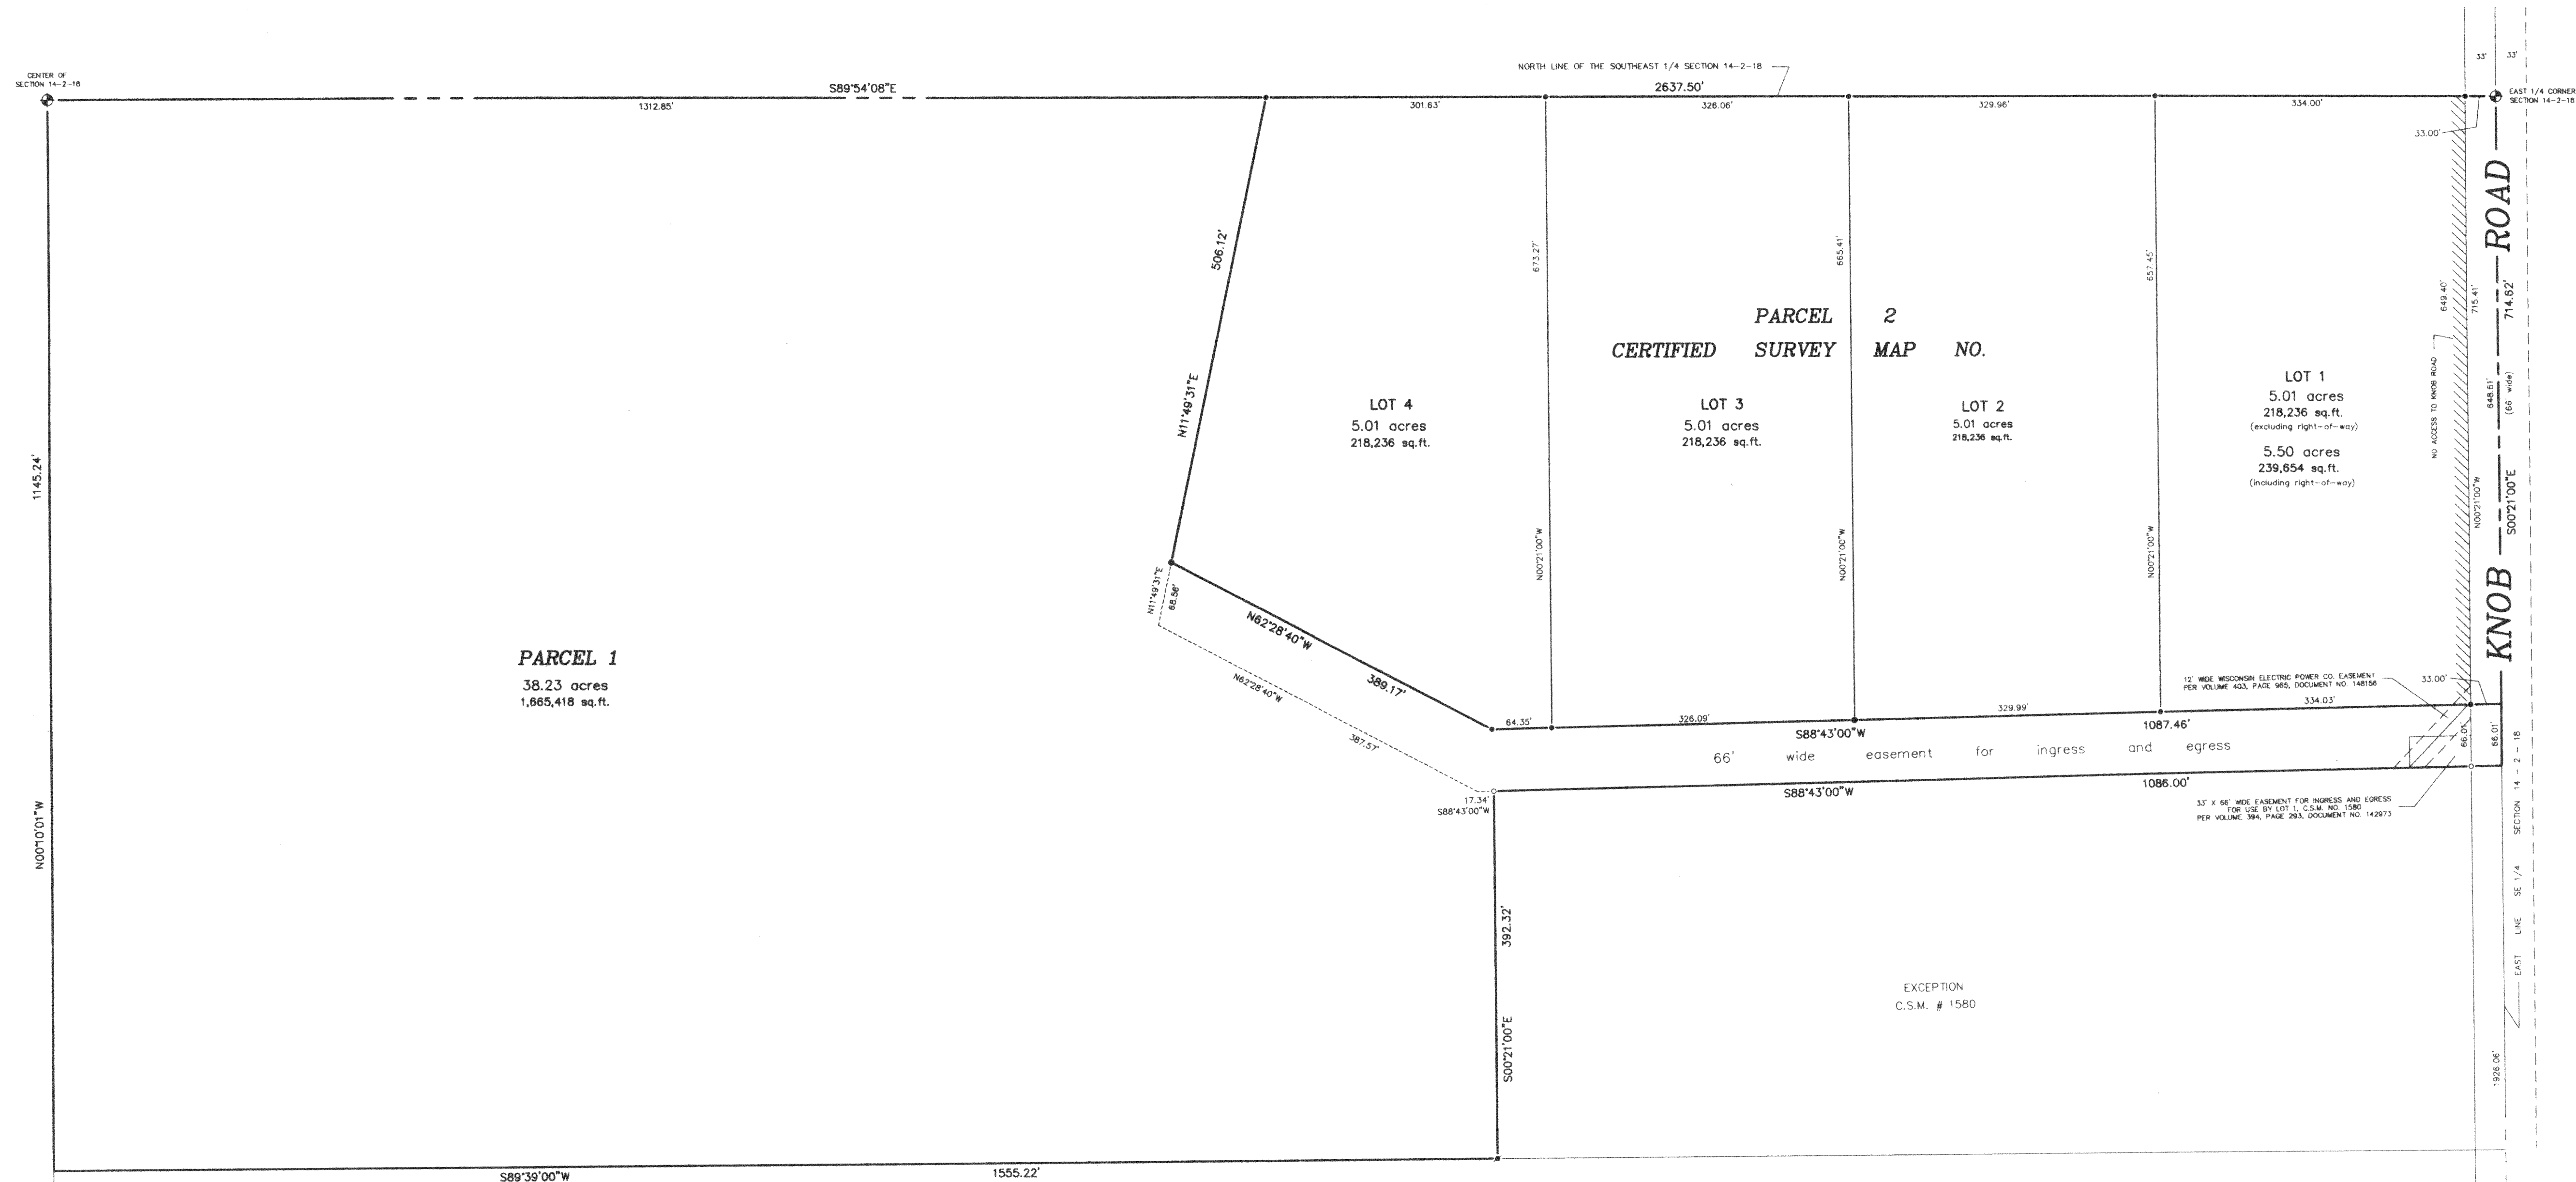 CENTER OF
SECTION 14-2-18
S89°54'08"E
1312.85'
NORTH LINE OF THE SOUTHEAST 1/4 SECTION 14-2-18
2637.50'
301.63'
326.06'
329.96'
334.00'
33'
33'
EAST 1/4 CORNER
SECTION 14-2-18
33.00'
506.12'
N11°49'31"E
673.27'
N00°21'00"W
665.41'
N00°21'00"W
657.45'
N00°21'00"W
PARCEL 2
CERTIFIED SURVEY MAP NO.
LOT 4
5.01 acres
218,236 sq.ft.
LOT 3
5.01 acres
218,236 sq.ft.
LOT 2
5.01 acres
218,236 sq.ft.
LOT 1
5.01 acres
218,236 sq.ft.
(excluding right-of-way)
5.50 acres
239,654 sq.ft.
(including right-of-way)
NO ACCESS TO KNOB ROAD
649.40'
715.41'
N00°21'00"W
648.61'
KNOB ROAD
(66' wide)
714.62'
S00°21'00"E
1145.24'
N00°10'01"W
PARCEL 1
38.23 acres
1,665,418 sq.ft.
N11°49'31"E
68.56'
N62°28'40"W
389.17'
N62°28'40"W
387.57'
12' WIDE WISCONSIN ELECTRIC POWER CO. EASEMENT
PER VOLUME 403, PAGE 965, DOCUMENT NO. 148156
33.00'
64.35'
326.09'
329.99'
334.03'
S88°43'00"W
1087.46'
66' wide easement for ingress and egress
66.01'
66.01'
S88°43'00"W
1086.00'
17.34'
S88°43'00"W
33' X 66' WIDE EASEMENT FOR INGRESS AND EGRESS
FOR USE BY LOT 1, C.S.M. NO. 1580
PER VOLUME 394, PAGE 293, DOCUMENT NO. 142973
392.32'
S00°21'00"E
EXCEPTION
C.S.M. # 1580
EAST LINE SE 1/4 SECTION 14-2-18
1926.06'
S89°39'00"W
1555.22'